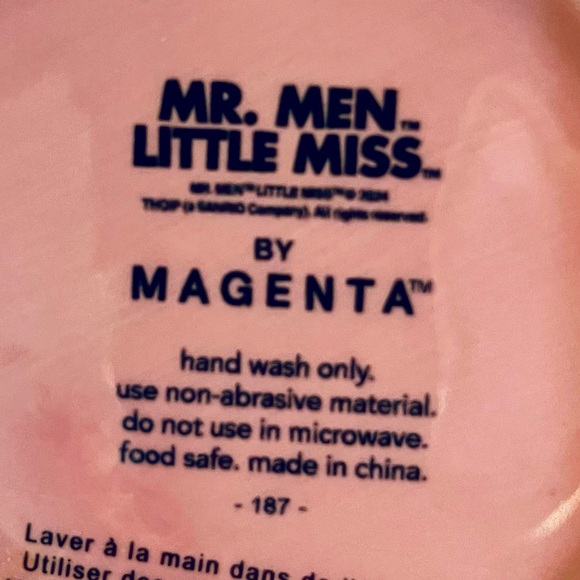 MR. MEN™
LITTLE MISS™
MR. MEN™ LITTLE MISS™ © 2024
THOIP (a SANRIO Company). All rights reserved.
BY
MAGENTA™
hand wash only.
use non-abrasive material.
do not use in microwave.
food safe. made in china.
- 187 -
Laver à la main dans de
Utiliser des